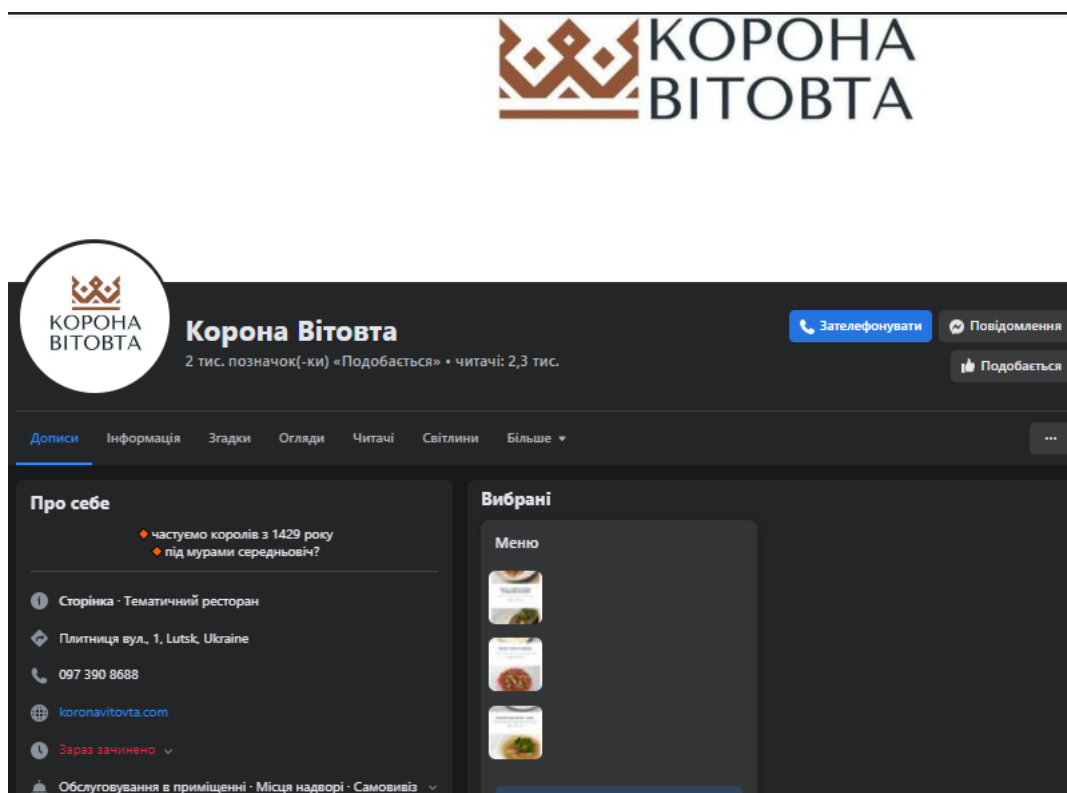 КОРОНА
ВІТОВТА
КОРОНА
ВІТОВТА
Корона Вітовта
2 тис. позначок(-ки) «Подобається» • читачі: 2,3 тис.
Зателефонувати
Повідомлення
Подобається
Дописи Інформація Згадки Огляди Читачі Світлини Більше
Про себе
🔸частуємо королів з 1429 року
🔸під мурами середньовіч?
Сторінка · Тематичний ресторан
Плитниця вул., 1, Lutsk, Ukraine
097 390 8688
koronavitovta.com
Зараз зачинено
Обслуговування в приміщенні · Місця надворі · Самовивіз
Вибрані
Меню